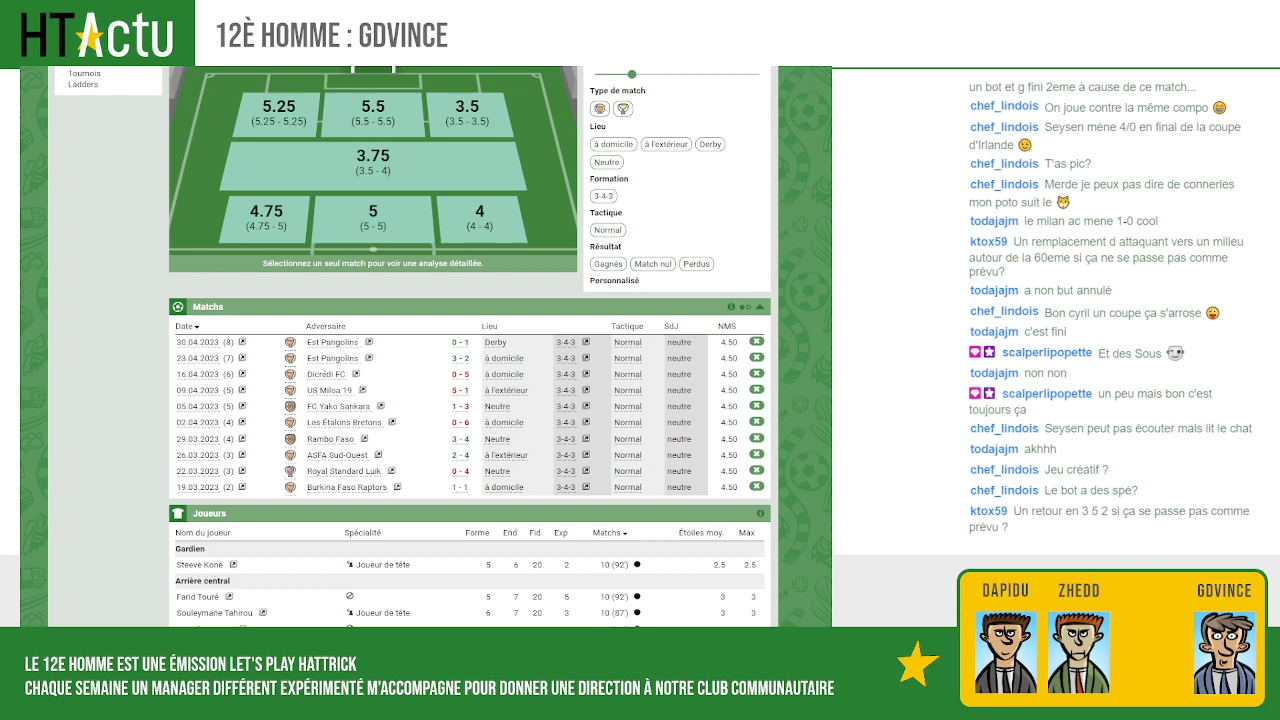 HTActu
12È HOMME : GDVINCE
Tournois
Ladders
5.25
(5.25 - 5.25)
5.5
(5.5 - 5.5)
3.5
(3.5 - 3.5)
3.75
(3.5 - 4)
4.75
(4.75 - 5)
5
(5 - 5)
4
(4 - 4)
Sélectionnez un seul match pour voir une analyse détaillée.
Type de match
Lieu
à domicile à l'extérieur Derby
Neutre
Formation
3-4-3
Tactique
Normal
Résultat
Gagnés Match nul Perdus
Personnalisé
Matchs
Date Adversaire Lieu Tactique SdJ NMS
30.04.2023 (8) Est Pangolins 0 - 1 Derby 3-4-3 Normal neutre 4.50
23.04.2023 (7) Est Pangolins 3 - 2 à domicile 3-4-3 Normal neutre 4.50
16.04.2023 (6) Dicrédi FC 0 - 5 à domicile 3-4-3 Normal neutre 4.50
09.04.2023 (5) US Miloa 19 5 - 1 à l'extérieur 3-4-3 Normal neutre 4.50
05.04.2023 (5) FC Yako Sankara 1 - 3 Neutre 3-4-3 Normal neutre 4.50
02.04.2023 (4) Les Étalons Bretons 0 - 6 à domicile 3-4-3 Normal neutre 4.50
29.03.2023 (4) Rambo Faso 3 - 4 Neutre 3-4-3 Normal neutre 4.50
26.03.2023 (3) ASFA Sud-Ouest 2 - 4 à l'extérieur 3-4-3 Normal neutre 4.50
22.03.2023 (3) Royal Standard Luik 0 - 4 Neutre 3-4-3 Normal neutre 4.50
19.03.2023 (2) Burkina Faso Raptors 1 - 1 à domicile 3-4-3 Normal neutre 4.50
Joueurs
Nom du joueur Spécialité Forme End Fid Exp Matchs Étoiles moy. Max
Gardien
Steeve Koné Joueur de tête 5 6 20 2 10 (92') 2.5 2.5
Arrière central
Farid Touré 5 7 20 5 10 (92') 3 3
Souleymane Tahirou Joueur de tête 6 7 20 3 10 (87') 3 3
un bot et g fini 2eme à cause de ce match...
chef_lindois On joue contre la même compo
chef_lindois Seysen mène 4/0 en final de la coupe
d'Irlande
chef_lindois T'as pic?
chef_lindois Merde je peux pas dire de conneries
mon poto suit le
todajajm le milan ac mene 1-0 cool
ktox59 Un remplacement d attaquant vers un milieu
autour de la 60eme si ça ne se passe pas comme
prévu?
todajajm a non but annulé
chef_lindois Bon cyril un coupe ça s'arrose
todajajm c'est fini
scalperlipopette Et des Sous
todajajm non non
scalperlipopette un peu mais bon c'est
toujours ça
chef_lindois Seysen peut pas écouter mais lit le chat
todajajm akhhh
chef_lindois Jeu créatif ?
chef_lindois Le bot a des spé?
ktox59 Un retour en 3 5 2 si ça se passe pas comme
prévu ?
DAPIDU ZHEDD GDVINCE
LE 12E HOMME EST UNE ÉMISSION LET'S PLAY HATTRICK
CHAQUE SEMAINE UN MANAGER DIFFÉRENT EXPÉRIMENTÉ M'ACCOMPAGNE POUR DONNER UNE DIRECTION À NOTRE CLUB COMMUNAUTAIRE